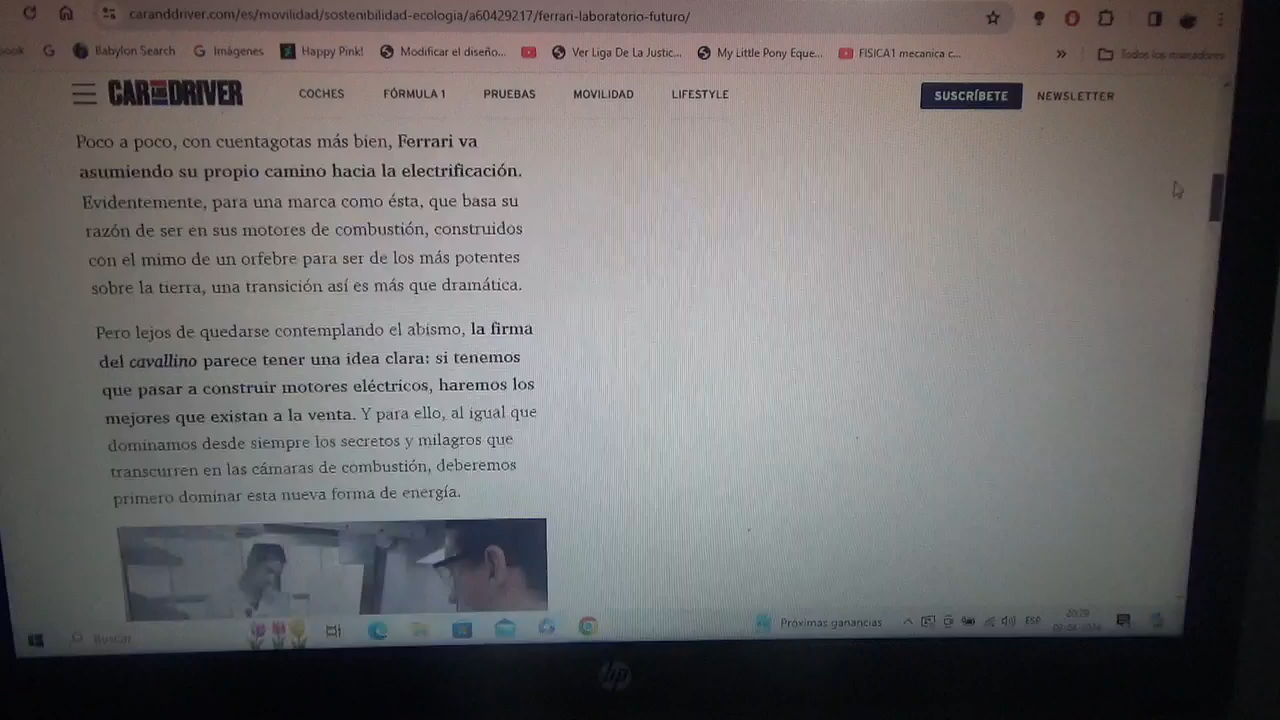 caranddriver.com/es/movilidad/sostenibilidad-ecologia/a60429217/ferrari-laboratorio-futuro/
ook
Babylon Search
Imágenes
Happy Pink!
Modificar el diseño...
Ver Liga De La Justic...
My Little Pony Eque...
FISICA1 mecanica c...
»
Todos los marcadores
CAR AND DRIVER
COCHES
FÓRMULA 1
PRUEBAS
MOVILIDAD
LIFESTYLE
SUSCRÍBETE
NEWSLETTER
Poco a poco, con cuentagotas más bien, Ferrari va
asumiendo su propio camino hacia la electrificación.
Evidentemente, para una marca como ésta, que basa su
razón de ser en sus motores de combustión, construidos
con el mimo de un orfebre para ser de los más potentes
sobre la tierra, una transición así es más que dramática.
Pero lejos de quedarse contemplando el abismo, la firma
del cavallino parece tener una idea clara: si tenemos
que pasar a construir motores eléctricos, haremos los
mejores que existan a la venta. Y para ello, al igual que
dominamos desde siempre los secretos y milagros que
transcurren en las cámaras de combustión, deberemos
primero dominar esta nueva forma de energía.
Buscar
Próximas ganancias
ESP
hp